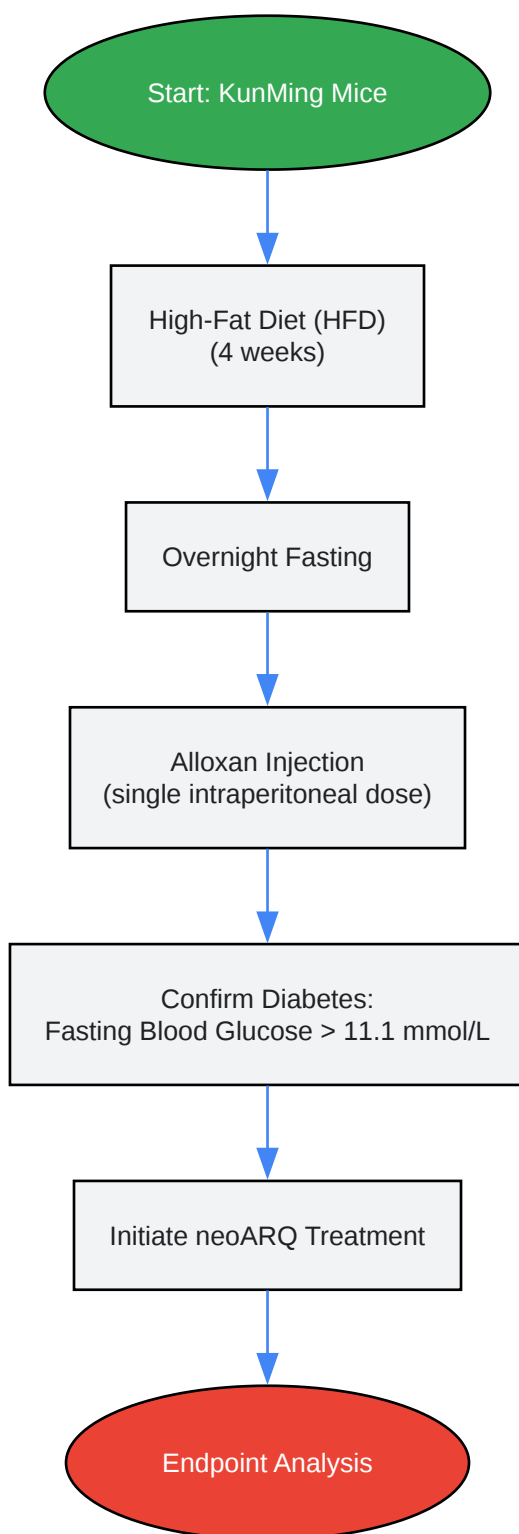 Start: KunMing Mice
High-Fat Diet (HFD)
(4 weeks)
Overnight Fasting
Alloxan Injection
(single intraperitoneal dose)
Confirm Diabetes:
Fasting Blood Glucose > 11.1 mmol/L
Initiate neoARQ Treatment
Endpoint Analysis